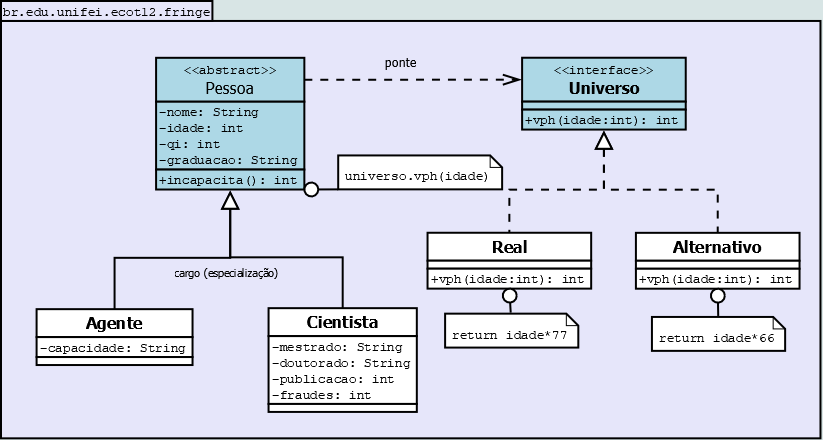 br.edu.unifei.ecot12.fringe
<<abstract>>
Pessoa
-nome: String
-idade: int
-qi: int
-graduacao: String
+incapacita(): int
ponte
<<interface>>
Universo
+vph(idade:int): int
universo.vph(idade)
cargo (especialização)
Agente
-capacidade: String
Cientista
-mestrado: String
-doutorado: String
-publicacao: int
-fraudes: int
Real
+vph(idade:int): int
return idade*77
Alternativo
+vph(idade:int): int
return idade*66